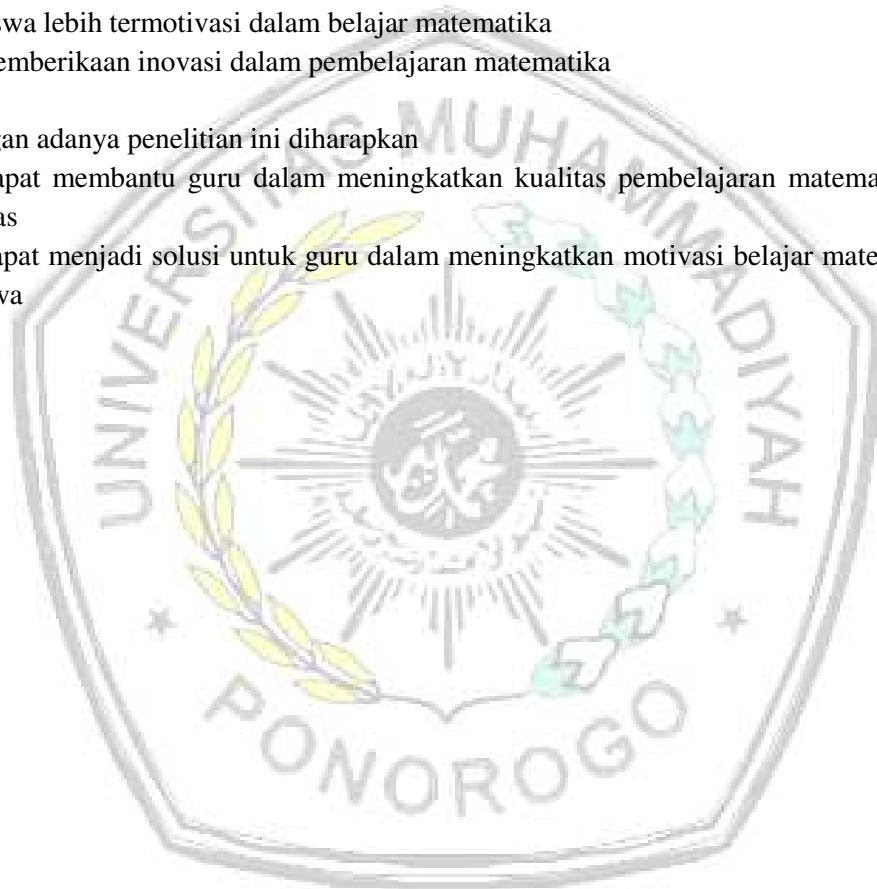 swa lebih termotivasi dalam belajar matematika
emberikaan inovasi dalam pembelajaran matematika
gan adanya penelitian ini diharapkan
apat membantu guru dalam meningkatkan kualitas pembelajaran matema
as
apat menjadi solusi untuk guru dalam meningkatkan motivasi belajar mate
wa
UNIVERSITAS MUHAMMADIYAH
PONOROGO